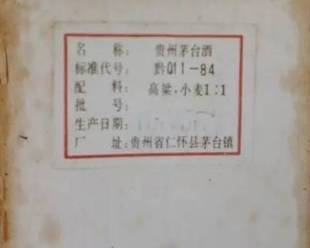 名 称: 贵州茅台酒
标准代号: 黔Q11-84
配 料: 高粱.小麦1:1
批 号:
生产日期:
厂 址:贵州省仁怀县茅台镇